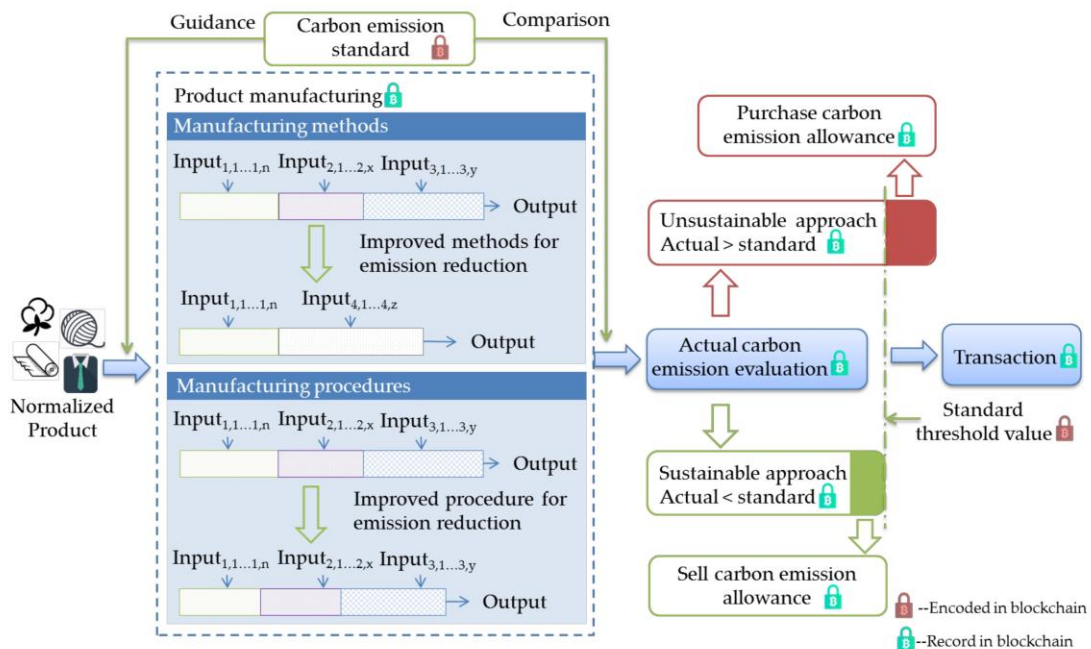 Guidance
Carbon emission
standard
Comparison
Product manufacturing
Manufacturing methods
Input1,1...1,n
Input2,1...2,x
Input3,1...3,y
Output
Improved methods for
emission reduction
Input1,1...1,n
Input4,1...4,z
Output
Manufacturing procedures
Input1,1...1,n
Input2,1...2,x
Input3,1...3,y
Output
Improved procedure for
emission reduction
Input1,1...1,n
Input2,1...2,x
Input3,1...3,y
Output
Normalized
Product
Purchase carbon
emission allowance
Unsustainable approach
Actual > standard
Actual carbon
emission evaluation
Transaction
Standard
threshold value
Sustainable approach
Actual < standard
Sell carbon emission
allowance
--Encoded in blockchain
--Record in blockchain